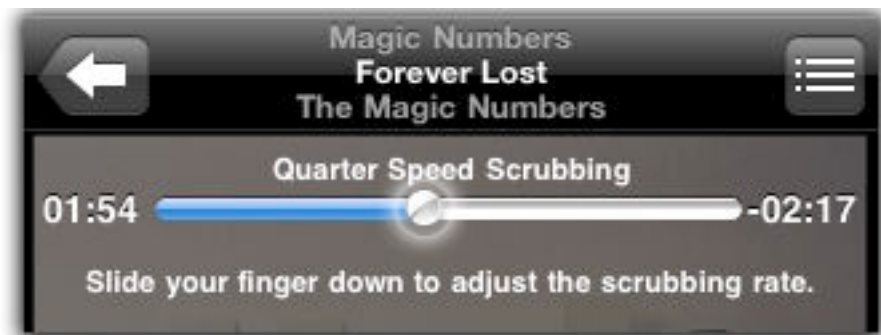 Magic Numbers
Forever Lost
The Magic Numbers
Quarter Speed Scrubbing
01:54 -02:17
Slide your finger down to adjust the scrubbing rate.